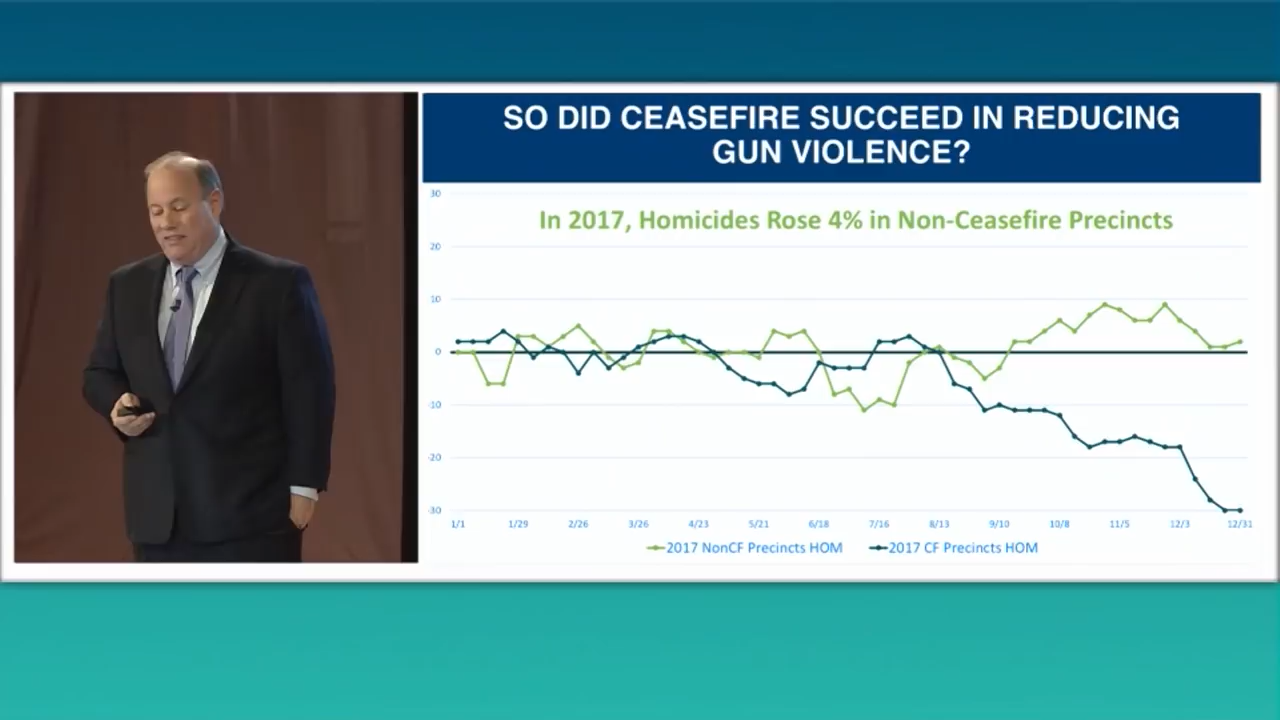 SO DID CEASEFIRE SUCCEED IN REDUCING
GUN VIOLENCE?
In 2017, Homicides Rose 4% in Non-Ceasefire Precincts
30
20
10
0
-10
-20
-30
1/1 1/29 2/26 3/26 4/23 5/21 6/18 7/16 8/13 9/10 10/8 11/5 12/3 12/31
2017 NonCF Precincts HOM 2017 CF Precincts HOM